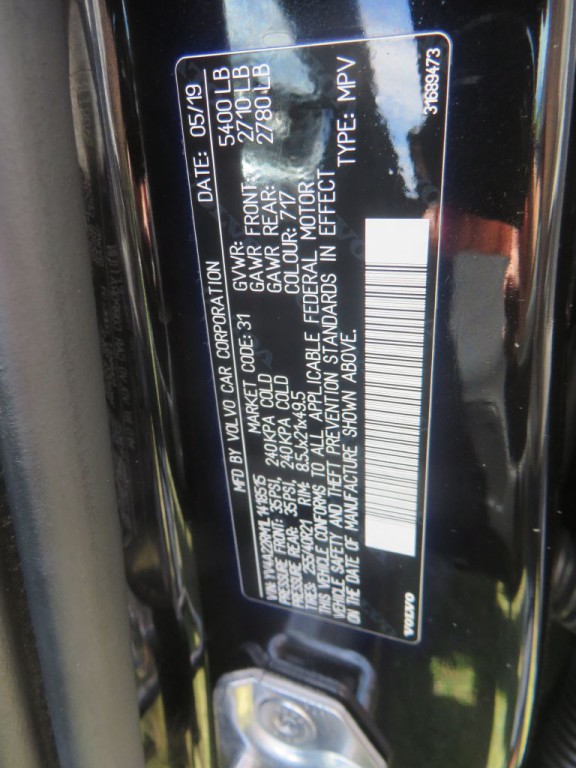 MFD BY VOLVO CAR CORPORATION DATE: 05/19
MARKET CODE: 31 GVWR: 5400 LB
PRESSURE FRONT: 35PSI, 240KPA COLD GAWR FRONT: 2710 LB
PRESSURE REAR: 35PSI, 240KPA COLD GAWR REAR: 2780 LB
TIRES: 255/40R21 RIM: 8.5Jx21x49.5 COLOUR: 717
THIS VEHICLE CONFORMS TO ALL APPLICABLE FEDERAL MOTOR
VEHICLE SAFETY AND THEFT PREVENTION STANDARDS IN EFFECT
ON THE DATE OF MANUFACTURE SHOWN ABOVE. TYPE: MPV
VOLVO 31689473